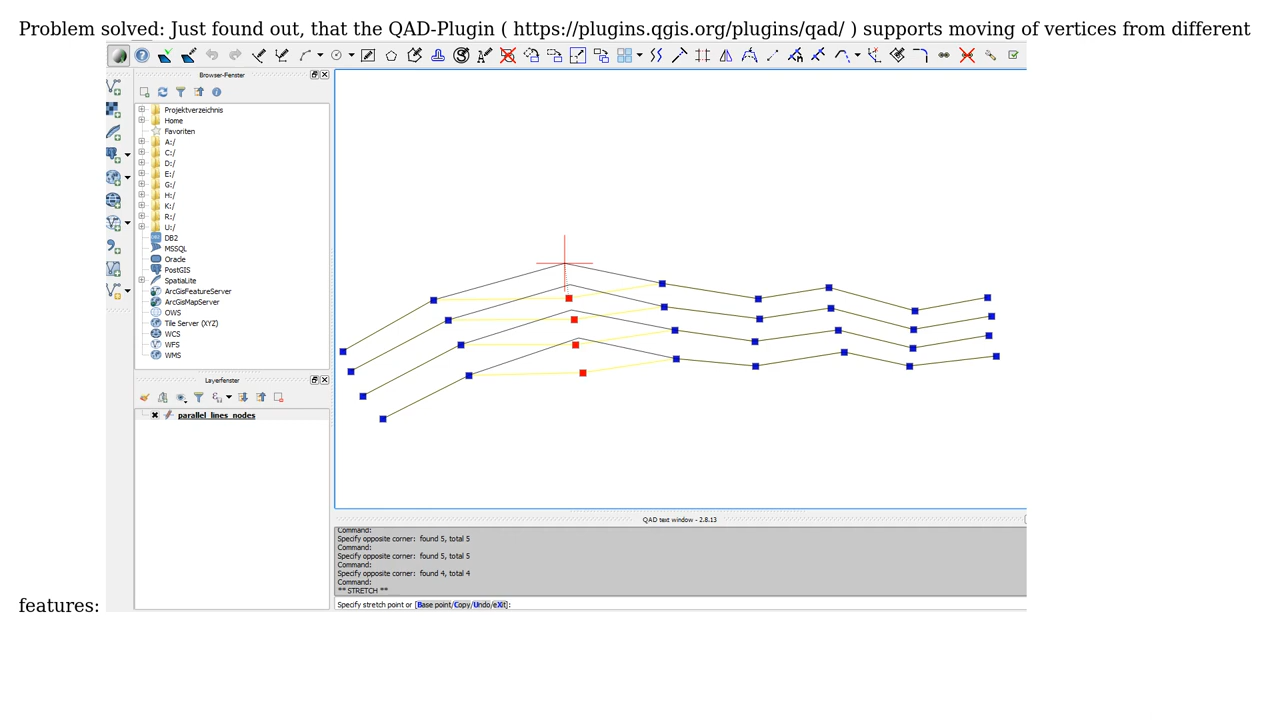 Problem solved: Just found out, that the QAD-Plugin ( https://plugins.qgis.org/plugins/qad/ ) supports moving of vertices from different
Browser-Fenster
Projektverzeichnis
Home
Favoriten
A:/
C:/
D:/
E:/
G:/
H:/
K:/
R:/
U:/
DB2
MSSQL
Oracle
PostGIS
SpatiaLite
ArcGisFeatureServer
ArcGisMapServer
OWS
Tile Server (XYZ)
WCS
WFS
WMS
Layerfenster
parallel_lines_nodes
QAD text window - 2.8.13
Command:
Specify opposite corner: found 5, total 5
Command:
Specify opposite corner: found 5, total 5
Command:
Specify opposite corner: found 4, total 4
Command:
** STRETCH **
Specify stretch point or [Base point/Copy/Undo/eXit]:
features: